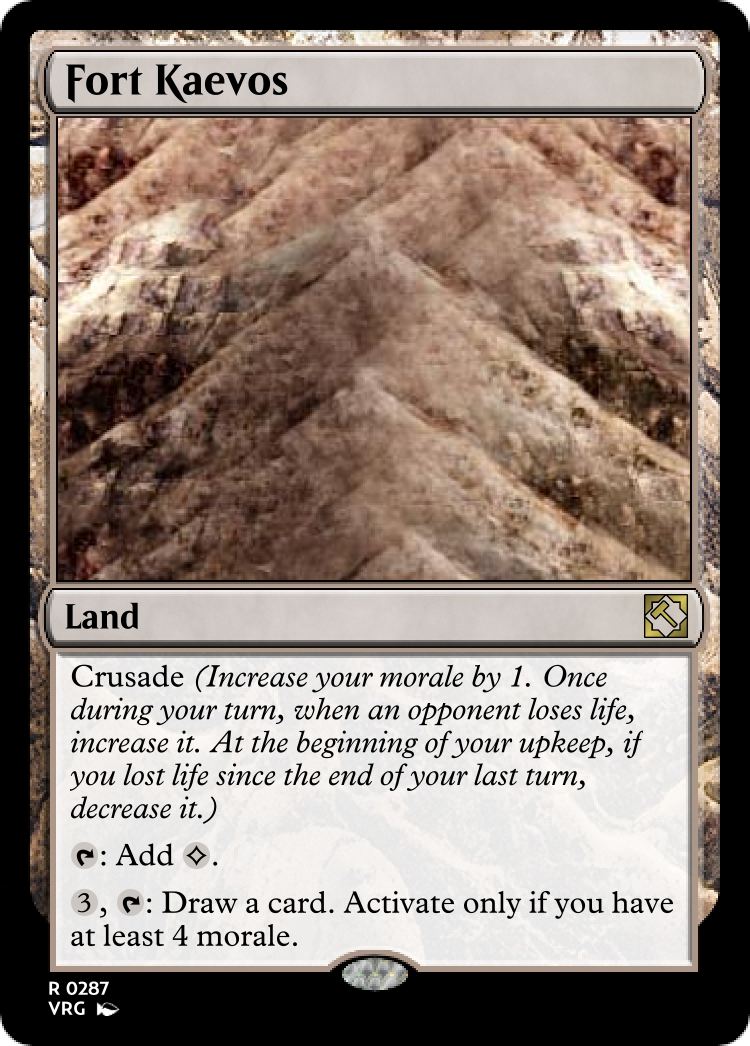 Fort Kaevos
Land
Crusade (Increase your morale by 1. Once
during your turn, when an opponent loses life,
increase it. At the beginning of your upkeep, if
you lost life since the end of your last turn,
decrease it.)
: Add .
3, : Draw a card. Activate only if you have
at least 4 morale.
R 0287
VRG